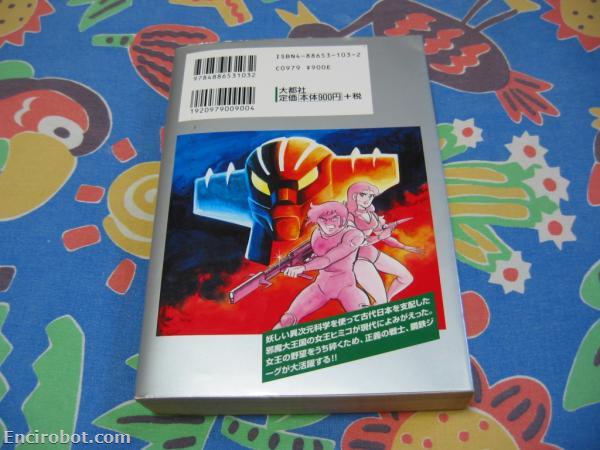 ISBN4-88653-103-2
C0979 ¥900E
9784886531032
1920979009004
大都社
定価[本体900円]+税
妖しい異次元科学を使って古代日本を支配した
邪魔大王国の女王ヒミコが現代によみがえった。
女王の野望をうち砕くため、正義の戦士、鋼鉄ジ
ーグが大活躍する!!
Encirobot.com